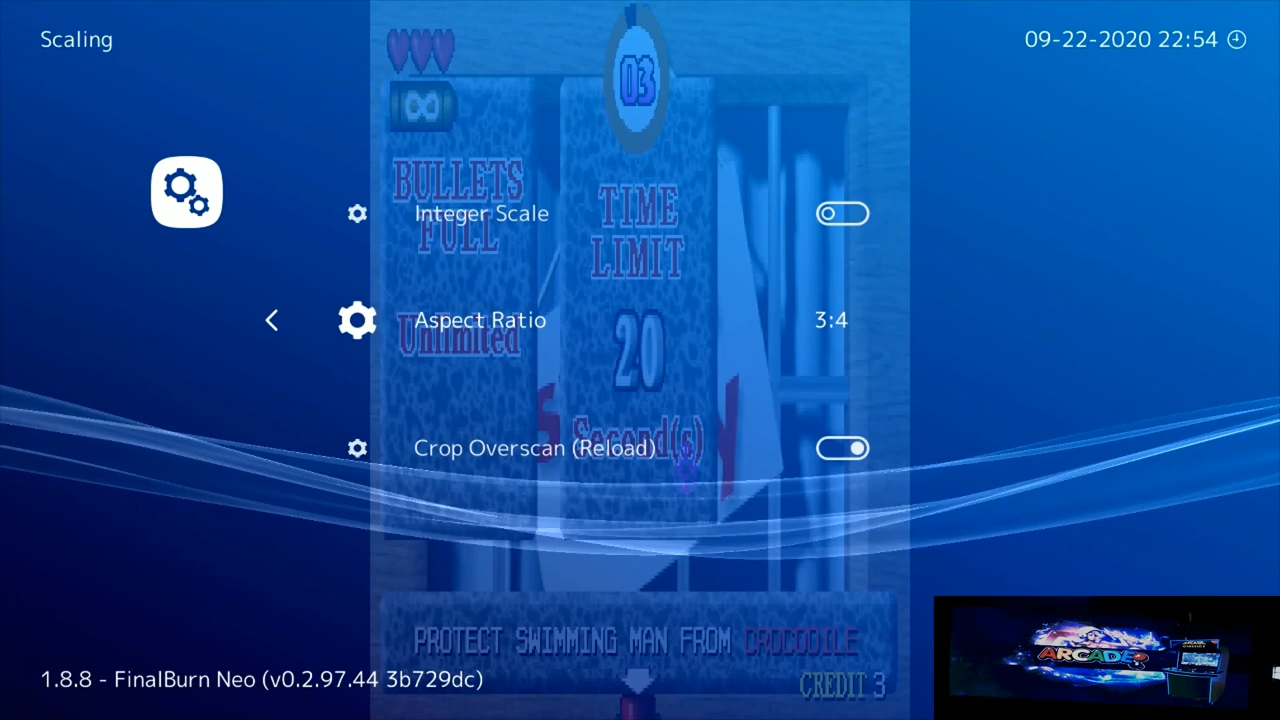 Scaling
09-22-2020 22:54
03
BULLETS
FULL
Unlimited
TIME
LIMIT
20
Second(s)
Integer Scale
Aspect Ratio
3:4
Crop Overscan (Reload)
PROTECT SWIMMING MAN FROM CROCODILE
CREDIT 3
1.8.8 - FinalBurn Neo (v0.2.97.44 3b729dc)
ARCADE